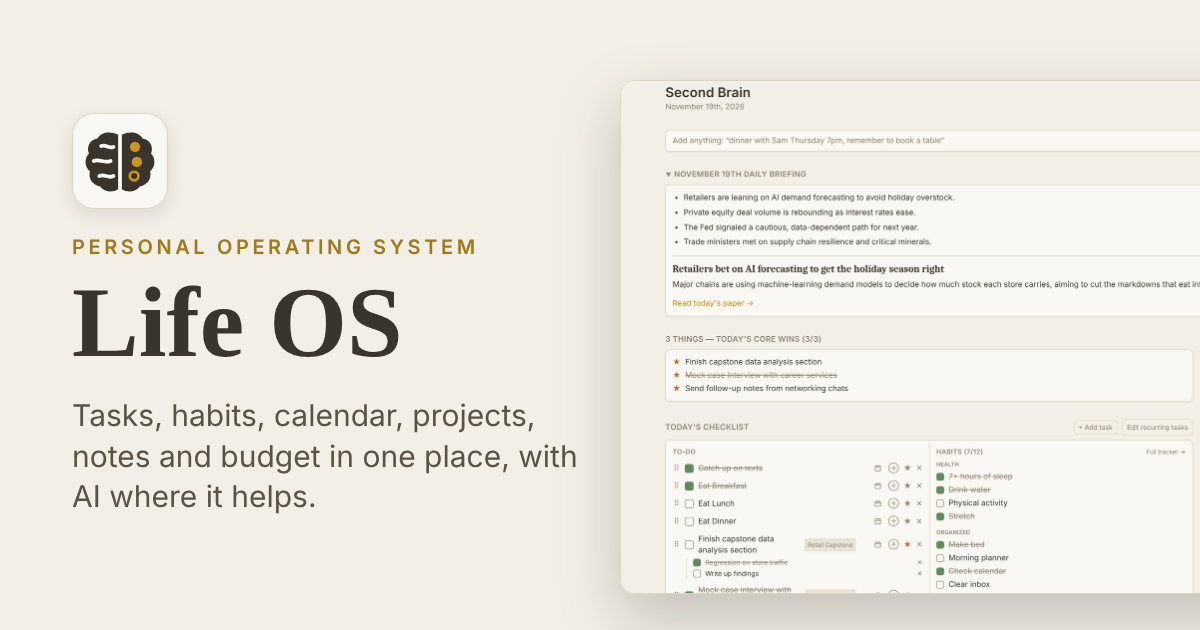 PERSONAL OPERATING SYSTEM
Life OS
Tasks, habits, calendar, projects,
notes and budget in one place, with
AI where it helps.
Second Brain
November 19th, 2026
Add anything: "dinner with Sam Thursday 7pm, remember to book a table"
▾ NOVEMBER 19TH DAILY BRIEFING
• Retailers are leaning on AI demand forecasting to avoid holiday overstock.
• Private equity deal volume is rebounding as interest rates ease.
• The Fed signaled a cautious, data-dependent path for next year.
• Trade ministers met on supply chain resilience and critical minerals.
Retailers bet on AI forecasting to get the holiday season right
Major chains are using machine-learning demand models to decide how much stock each store carries, aiming to cut the markdowns that eat
Read today's paper →
3 THINGS — TODAY'S CORE WINS (3/3)
★ Finish capstone data analysis section
★ Mock case interview with career services
★ Send follow-up notes from networking chats
TODAY'S CHECKLIST
+ Add task
Edit recurring tasks
TO-DO
Catch up on texts
Eat Breakfast
Eat Lunch
Eat Dinner
Finish capstone data
analysis section
Retail Capstone
Regression on store traffic
Write up findings
Mock case interview with
HABITS (7/12)
Full tracker →
HEALTH
7+ hours of sleep
Drink water
Physical activity
Stretch
ORGANIZED
Make bed
Morning planner
Check calendar
Clear inbox